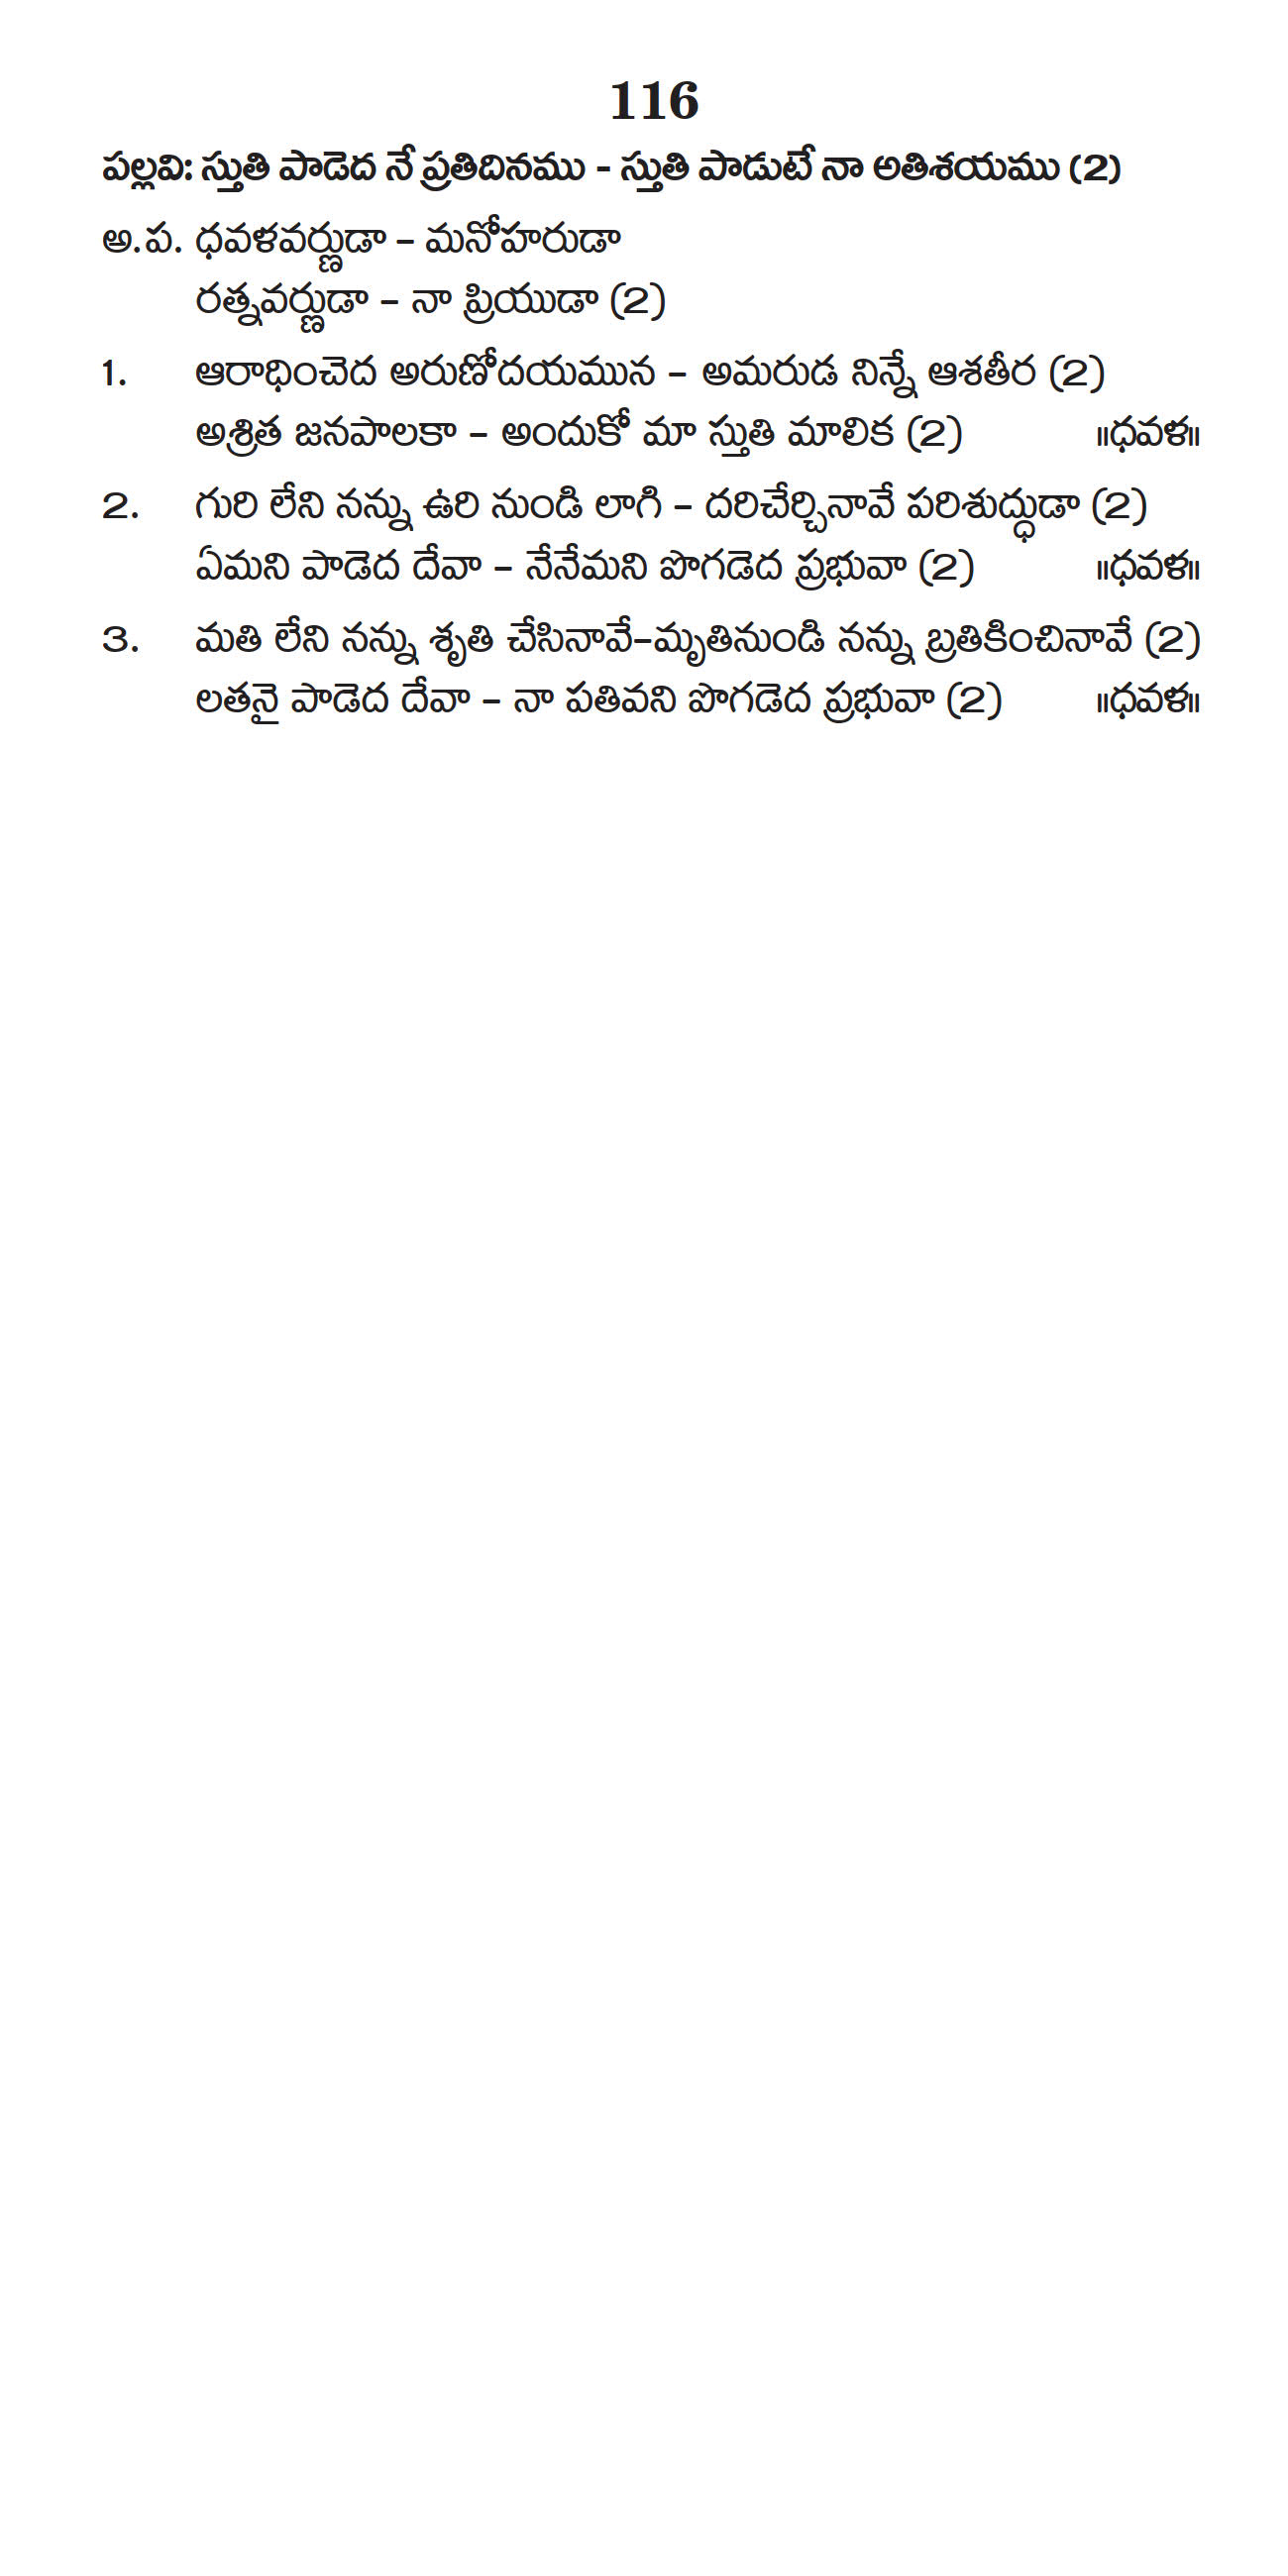 116
పల్లవి: స్తుతి పాడెద నే ప్రతిదినము - స్తుతి పాడుటే నా అతిశయము (2)
అ.ప. ధవళవర్ణుడా - మనోహరుడా
రత్నవర్ణుడా - నా ప్రియుడా (2)
1. ఆరాధించెద అరుణోదయమున - అమరుడ నిన్నే ఆశతీర (2)
అశ్రిత జనపాలకా - అందుకో మా స్తుతి మాలిక (2) ॥ధవళ॥
2. గురి లేని నన్ను ఉరి నుండి లాగి - దరిచేర్చినావే పరిశుద్ధుడా (2)
ఏమని పాడెద దేవా - నేనేమని పొగడెద ప్రభువా (2) ॥ధవళ॥
3. మతి లేని నన్ను శృతి చేసినావే-మృతినుండి నన్ను బ్రతికించినావే (2)
లతనై పాడెద దేవా - నా పతివని పొగడెద ప్రభువా (2) ॥ధవళ॥